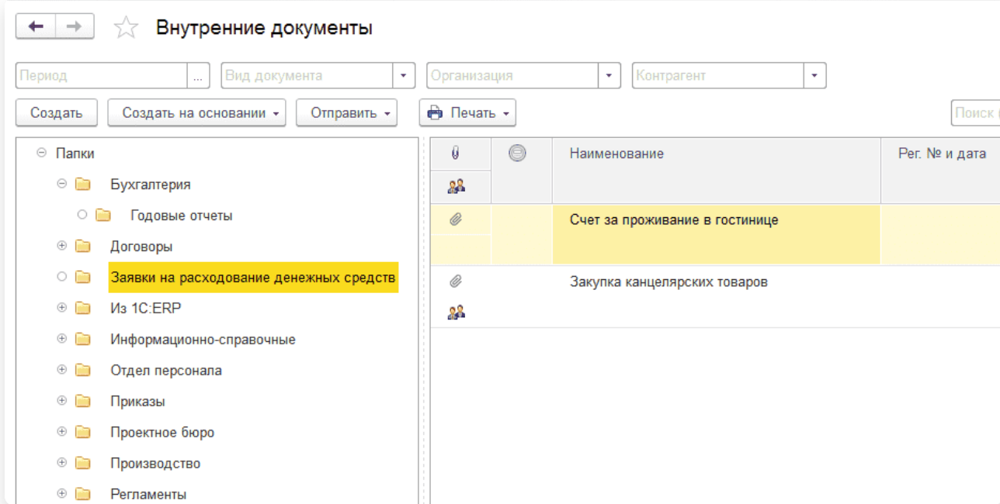 Внутренние документы
Период ... Вид документа Организация Контрагент
Создать Создать на основании Отправить Печать Поиск (
Папки
Бухгалтерия
Годовые отчеты
Договоры
Заявки на расходование денежных средств
Из 1С:ERP
Информационно-справочные
Отдел персонала
Приказы
Проектное бюро
Производство
Регламенты
Наименование Рег. № и дата
Счет за проживание в гостинице
Закупка канцелярских товаров